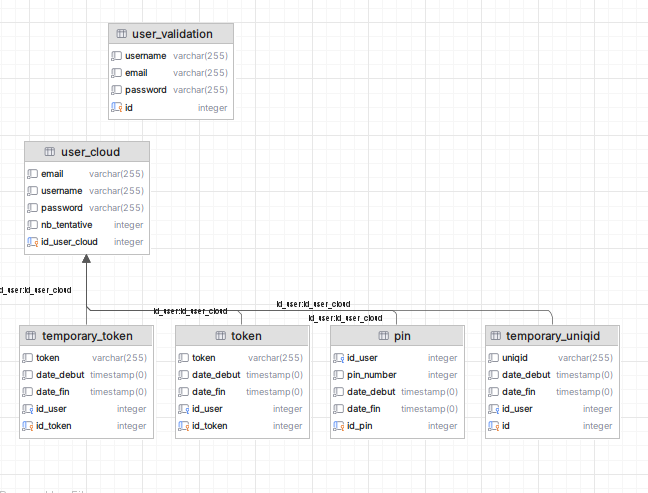 user_validation
username varchar(255)
email varchar(255)
password varchar(255)
id integer
user_cloud
email varchar(255)
username varchar(255)
password varchar(255)
nb_tentative integer
id_user_cloud integer
id_user:id_user_cloud
id_user:id_user_cloud
id_user:id_user_cloud
temporary_token
token varchar(255)
date_debut timestamp(0)
date_fin timestamp(0)
id_user integer
id_token integer
token
token varchar(255)
date_debut timestamp(0)
date_fin timestamp(0)
id_user integer
id_token integer
pin
id_user integer
pin_number integer
date_debut timestamp(0)
date_fin timestamp(0)
id_pin integer
temporary_uniqid
uniqid varchar(255)
date_debut timestamp(0)
date_fin timestamp(0)
id_user integer
id integer